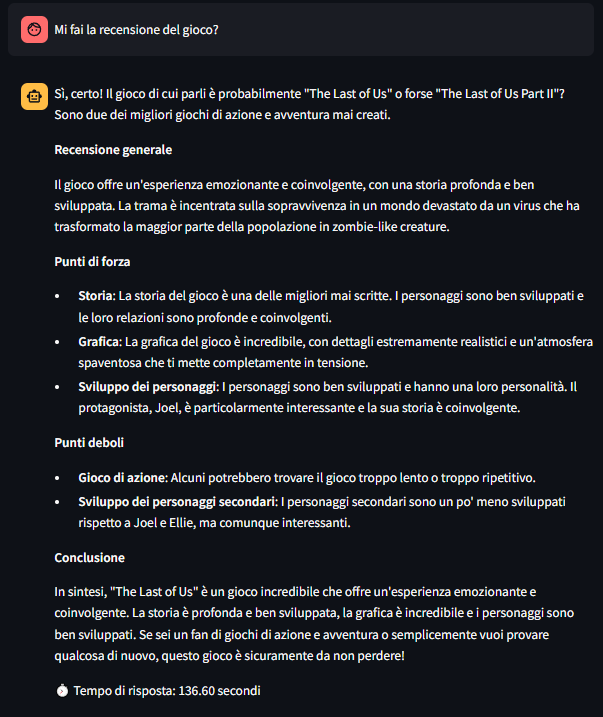 Mi fai la recensione del gioco?
Sì, certo! Il gioco di cui parli è probabilmente "The Last of Us" o forse "The Last of Us Part II"?
Sono due dei migliori giochi di azione e avventura mai creati.
Recensione generale
Il gioco offre un'esperienza emozionante e coinvolgente, con una storia profonda e ben
sviluppata. La trama è incentrata sulla sopravvivenza in un mondo devastato da un virus che ha
trasformato la maggior parte della popolazione in zombie-like creature.
Punti di forza
• Storia: La storia del gioco è una delle migliori mai scritte. I personaggi sono ben sviluppati e
le loro relazioni sono profonde e coinvolgenti.
• Grafica: La grafica del gioco è incredibile, con dettagli estremamente realistici e un'atmosfera
spaventosa che ti mette completamente in tensione.
• Sviluppo dei personaggi: I personaggi sono ben sviluppati e hanno una loro personalità. Il
protagonista, Joel, è particolarmente interessante e la sua storia è coinvolgente.
Punti deboli
• Gioco di azione: Alcuni potrebbero trovare il gioco troppo lento o troppo ripetitivo.
• Sviluppo dei personaggi secondari: I personaggi secondari sono un po' meno sviluppati
rispetto a Joel e Ellie, ma comunque interessanti.
Conclusione
In sintesi, "The Last of Us" è un gioco incredibile che offre un'esperienza emozionante e
coinvolgente. La storia è profonda e ben sviluppata, la grafica è incredibile e i personaggi sono
ben sviluppati. Se sei un fan di giochi di azione e avventura o semplicemente vuoi provare
qualcosa di nuovo, questo gioco è sicuramente da non perdere!
⏱ Tempo di risposta: 136.60 secondi